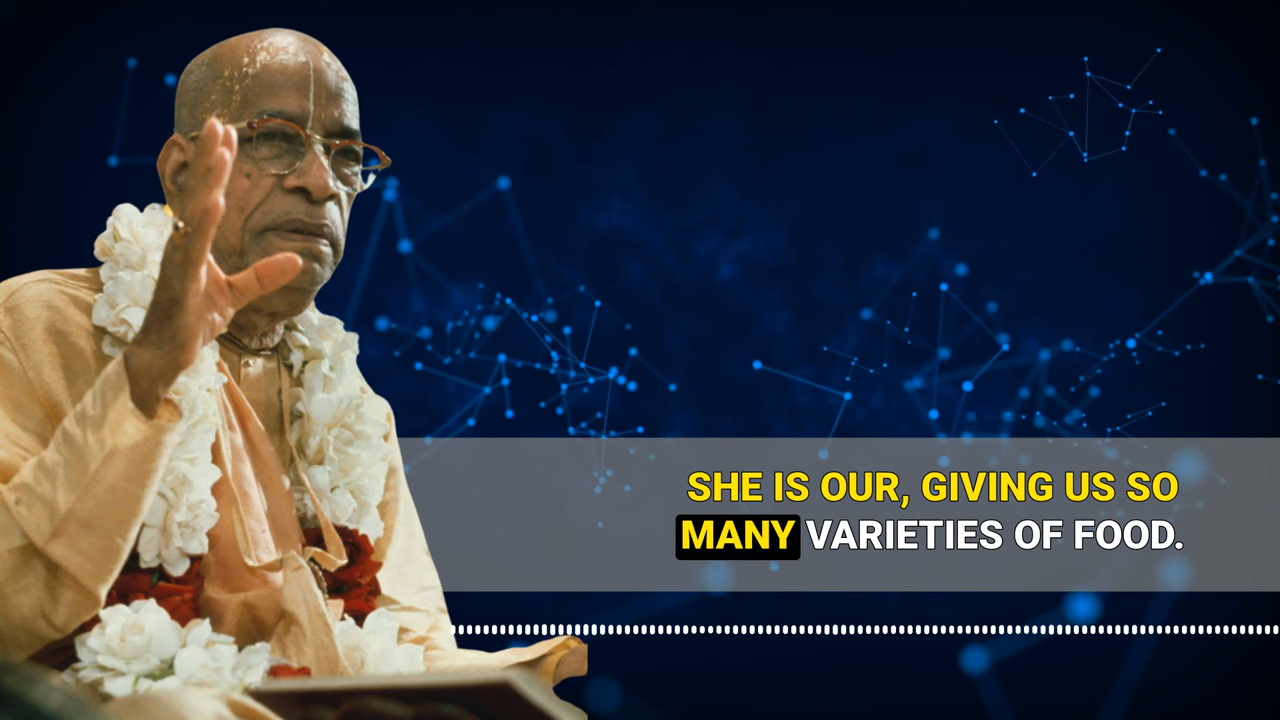 SHE IS OUR, GIVING US SO
MANY VARIETIES OF FOOD.